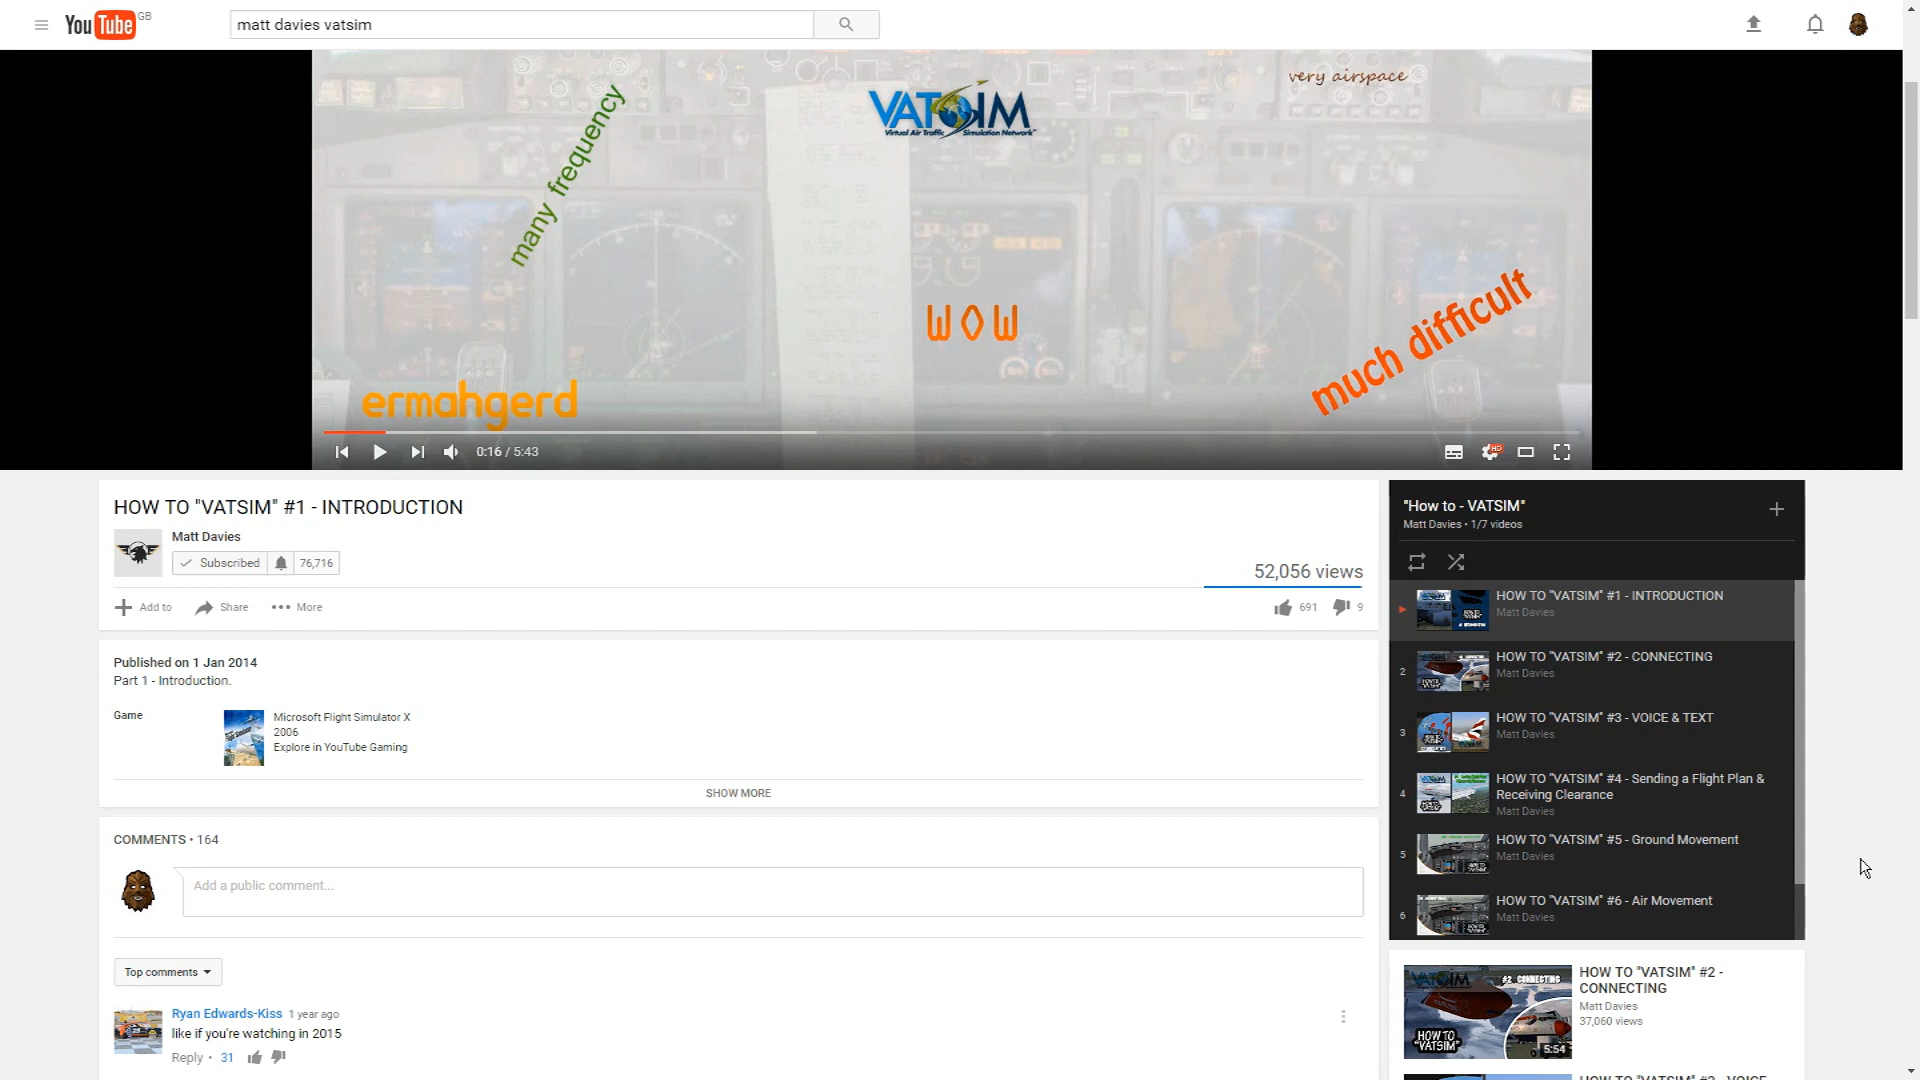 YouTube GB
matt davies vatsim
very airspace
VATSIM
Virtual Air Traffic Simulation Network
many frequency
WOW
much difficult
ermahgerd
0:16 / 5:43
HD
HOW TO "VATSIM" #1 - INTRODUCTION
Matt Davies
Subscribed 76,716
52,056 views
Add to Share More
691 9
Published on 1 Jan 2014
Part 1 - Introduction.
Game
Microsoft Flight Simulator X
2006
Explore in YouTube Gaming
SHOW MORE
COMMENTS • 164
Add a public comment...
Top comments
Ryan Edwards-Kiss 1 year ago
like if you're watching in 2015
Reply • 31
"How to - VATSIM"
Matt Davies • 1/7 videos
HOW TO "VATSIM" #1 - INTRODUCTION
Matt Davies
2
HOW TO "VATSIM" #2 - CONNECTING
Matt Davies
3
HOW TO "VATSIM" #3 - VOICE & TEXT
Matt Davies
4
HOW TO "VATSIM" #4 - Sending a Flight Plan &
Receiving Clearance
Matt Davies
5
HOW TO "VATSIM" #5 - Ground Movement
Matt Davies
6
HOW TO "VATSIM" #6 - Air Movement
Matt Davies
VATSIM #2 CONNECTING
HOW TO
"VATSIM"
5:54
HOW TO "VATSIM" #2 -
CONNECTING
Matt Davies
37,060 views
HOW TO "VATSIM" #3 - VOICE